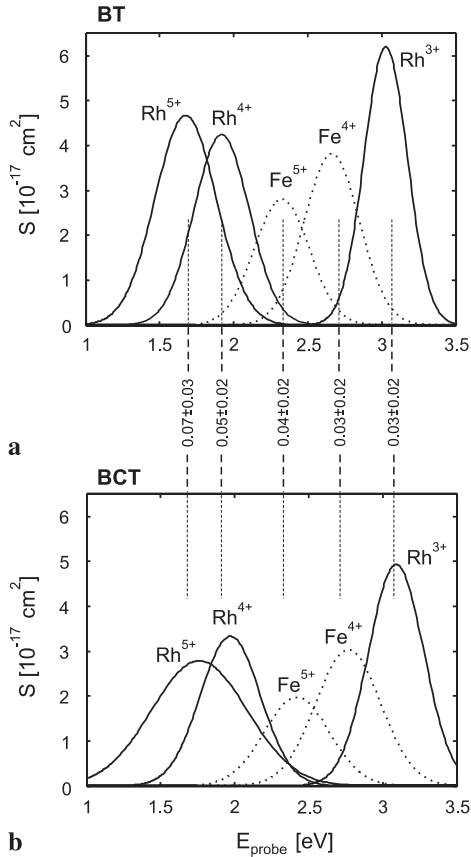 BT
S [10⁻¹⁷ cm²]
6
5
4
3
2
1
0
Rh⁵⁺
Rh⁴⁺
Fe⁵⁺
Fe⁴⁺
Rh³⁺
1 1.5 2 2.5 3 3.5
0.07±0.03
0.05±0.02
0.04±0.02
0.03±0.02
0.03±0.02
a
BCT
S [10⁻¹⁷ cm²]
6
5
4
3
2
1
0
Rh⁵⁺
Rh⁴⁺
Fe⁵⁺
Fe⁴⁺
Rh³⁺
1 1.5 2 2.5 3 3.5
b
E_probe [eV]